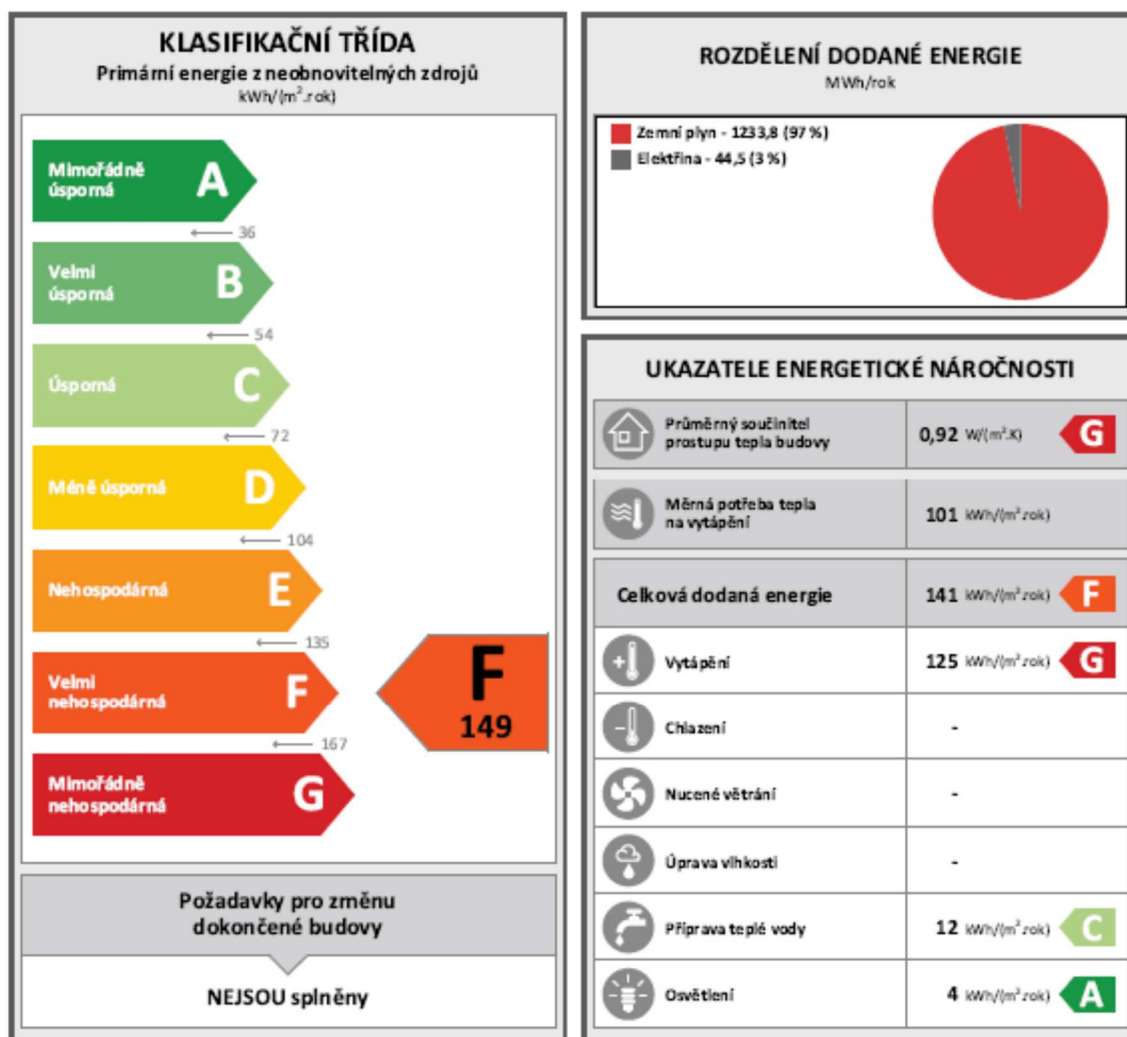 KLASIFIKAČNÍ TŘÍDA
Primární energie z neobnovitelných zdrojů
kWh/(m².rok)
Mimořádně
úsporná
A
36
Velmi
úsporná
B
54
Úsporná
C
72
Méně úsporná
D
104
Nehospodárná
E
135
Velmi
nehospodárná
F
167
Mimořádně
nehospodárná
G
F
149
Požadavky pro změnu
dokončené budovy
NEJSOU splněny
ROZDĚLENÍ DODANÉ ENERGIE
MWh/rok
Zemní plyn - 1233,8 (97 %)
Elektřina - 44,5 (3 %)
UKAZATELE ENERGETICKÉ NÁROČNOSTI
Průměrný součinitel
prostupu tepla budovy
0,92 W/(m².K)
G
Měrná potřeba tepla
na vytápění
101 kWh/(m².rok)
Celková dodaná energie
141 kWh/(m².rok)
F
Vytápění
125 kWh/(m².rok)
G
Chlazení
-
Nucené větrání
-
Úprava vlhkosti
-
Příprava teplé vody
12 kWh/(m².rok)
C
Osvětlení
4 kWh/(m².rok)
A